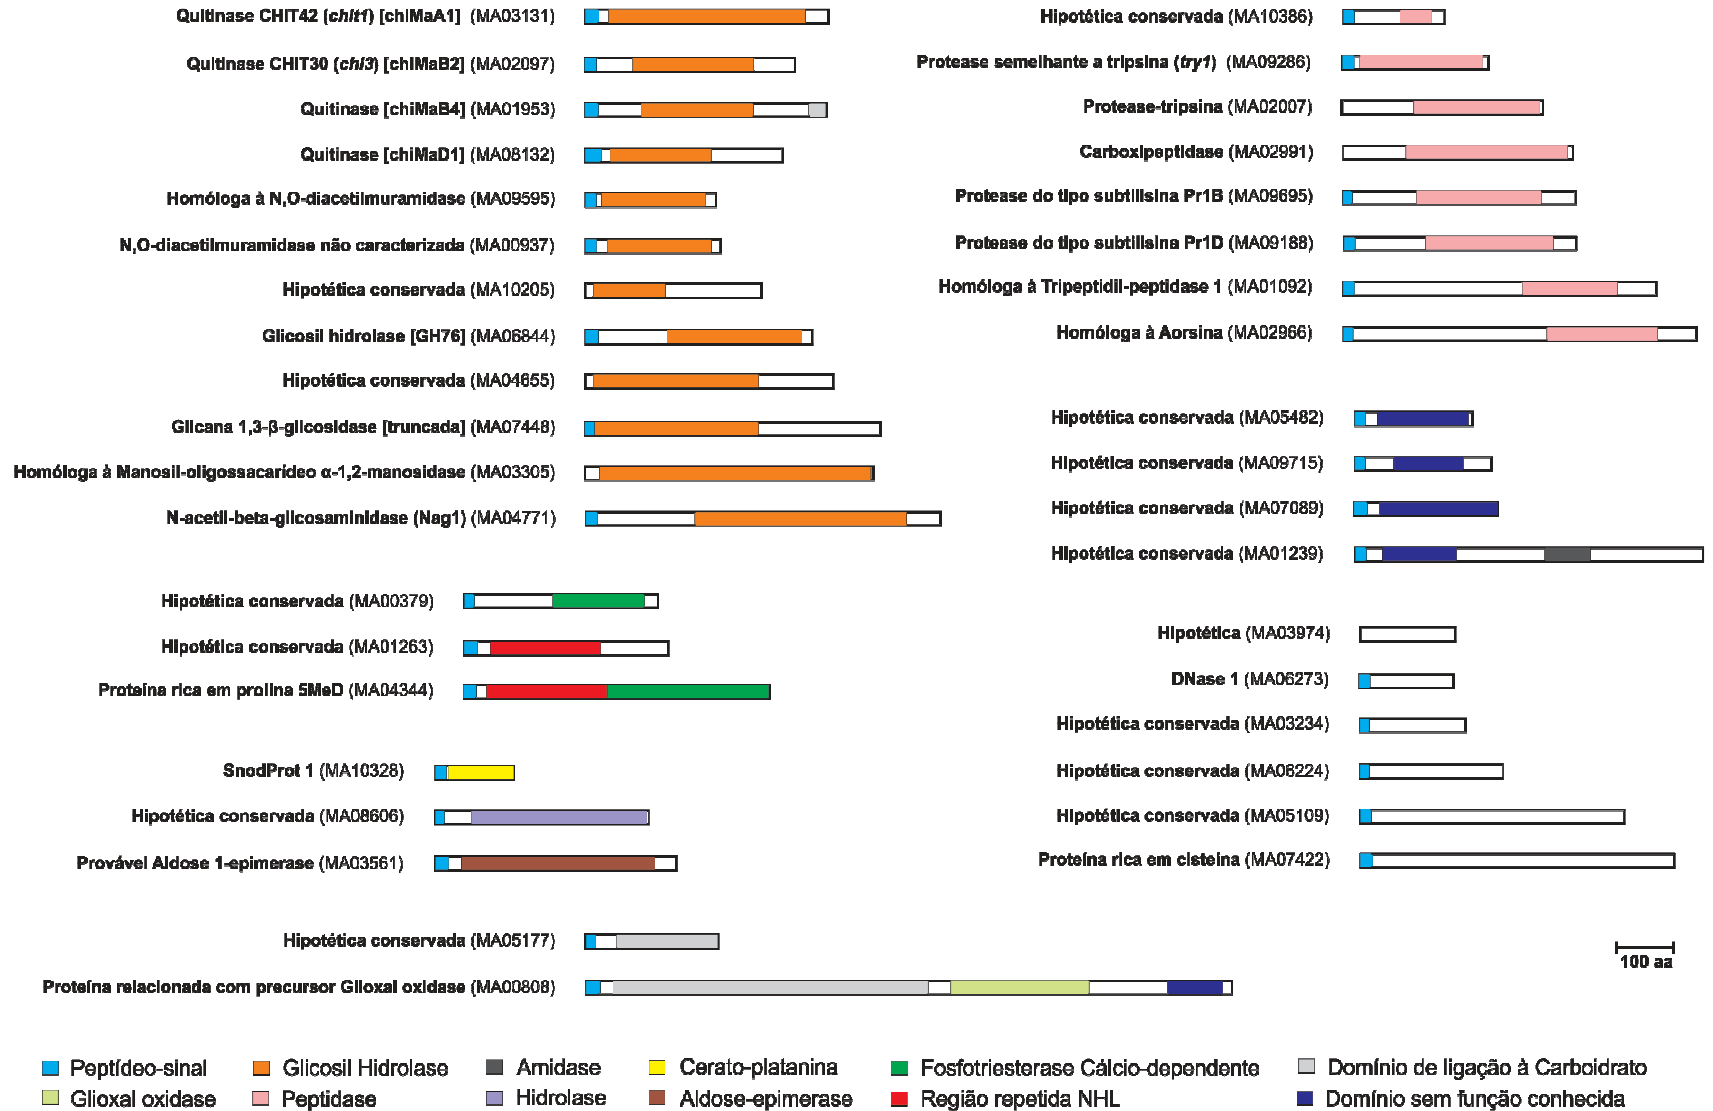 Quitinase CHIT42 (chit1) [chiMaA1] (MA03131)
Quitinase CHIT30 (chi3) [chiMaB2] (MA02097)
Quitinase [chiMaB4] (MA01953)
Quitinase [chiMaD1] (MA08132)
Homóloga à N,O-diacetilmuramidase (MA09595)
N,O-diacetilmuramidase não caracterizada (MA00937)
Hipotética conservada (MA10205)
Glicosil hidrolase [GH76] (MA06844)
Hipotética conservada (MA04655)
Glicana 1,3-β-glicosidase [truncada] (MA07448)
Homóloga à Manosil-oligossacarídeo α-1,2-manosidase (MA03305)
N-acetil-beta-glicosaminidase (Nag1) (MA04771)
Hipotética conservada (MA00379)
Hipotética conservada (MA01263)
Proteína rica em prolina 5MeD (MA04344)
SnodProt 1 (MA10328)
Hipotética conservada (MA08606)
Provável Aldose 1-epimerase (MA03561)
Hipotética conservada (MA05177)
Proteína relacionada com precursor Glioxal oxidase (MA00808)
Hipotética conservada (MA10386)
Protease semelhante a tripsina (try1) (MA09286)
Protease-tripsina (MA02007)
Carboxipeptidase (MA02991)
Protease do tipo subtilisina Pr1B (MA09695)
Protease do tipo subtilisina Pr1D (MA09188)
Homóloga à Tripeptidil-peptidase 1 (MA01092)
Homóloga à Aorsina (MA02966)
Hipotética conservada (MA05482)
Hipotética conservada (MA09715)
Hipotética conservada (MA07089)
Hipotética conservada (MA01239)
Hipotética (MA03974)
DNase 1 (MA06273)
Hipotética conservada (MA03234)
Hipotética conservada (MA06224)
Hipotética conservada (MA05109)
Proteína rica em cisteína (MA07422)
100 aa
Peptídeo-sinal
Glicosil Hidrolase
Amidase
Cerato-platanina
Fosfotriesterase Cálcio-dependente
Domínio de ligação à Carboidrato
Glioxal oxidase
Peptidase
Hidrolase
Aldose-epimerase
Região repetida NHL
Domínio sem função conhecida